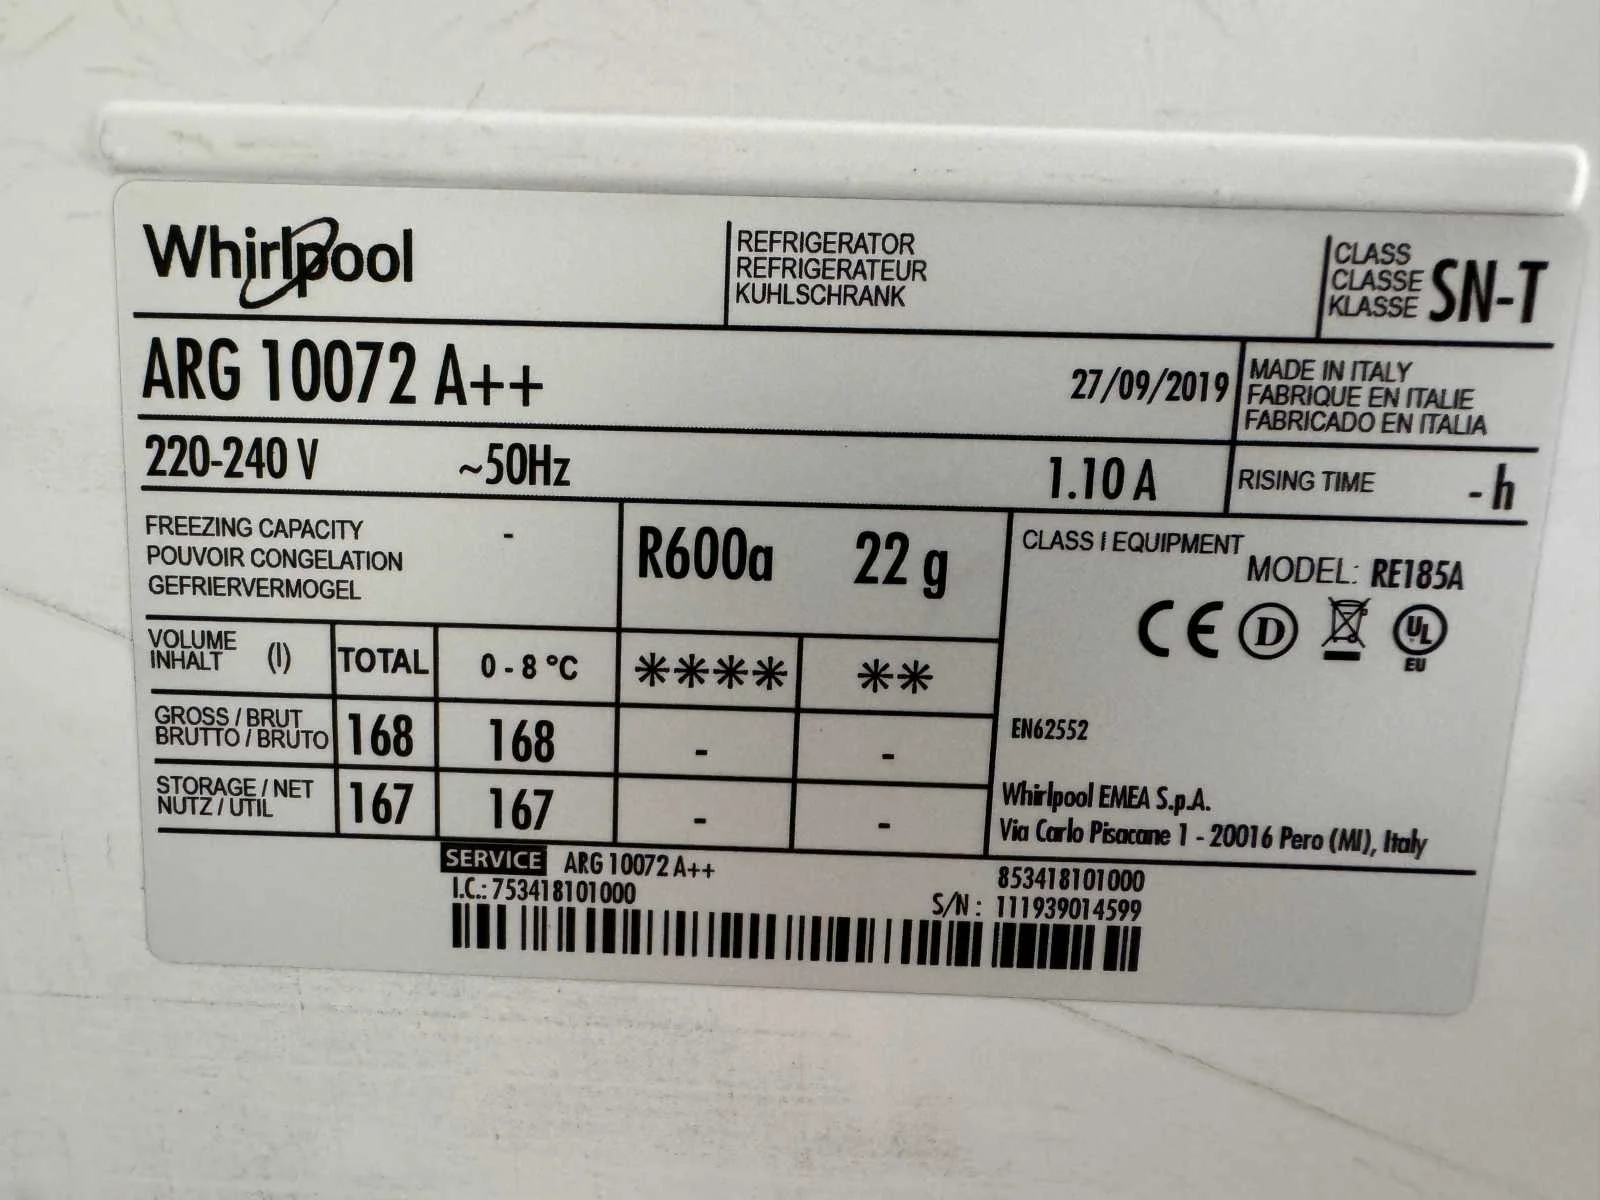 Whirlpool
REFRIGERATOR
REFRIGERATEUR
KUHLSCHRANK
CLASS
CLASSE
KLASSE
SN-T
ARG 10072 A++
27/09/2019
MADE IN ITALY
FABRIQUE EN ITALIE
FABRICADO EN ITALIA
220-240 V ~50Hz 1.10 A
RISING TIME - h
FREEZING CAPACITY -
POUVOIR CONGELATION
GEFRIERVERMOGEL
R600a 22 g
CLASS I EQUIPMENT
MODEL: RE185A
CE D UL
EU
VOLUME
INHALT (l)
TOTAL 0 - 8 °C **** **
GROSS / BRUT
BRUTTO / BRUTO
168 168 - -
STORAGE / NET
NUTZ / UTIL
167 167 - -
EN62552
Whirlpool EMEA S.p.A.
Via Carlo Pisacane 1 - 20016 Pero (MI), Italy
SERVICE ARG 10072 A++
853418101000
I.C.: 753418101000
S/N: 111939014599